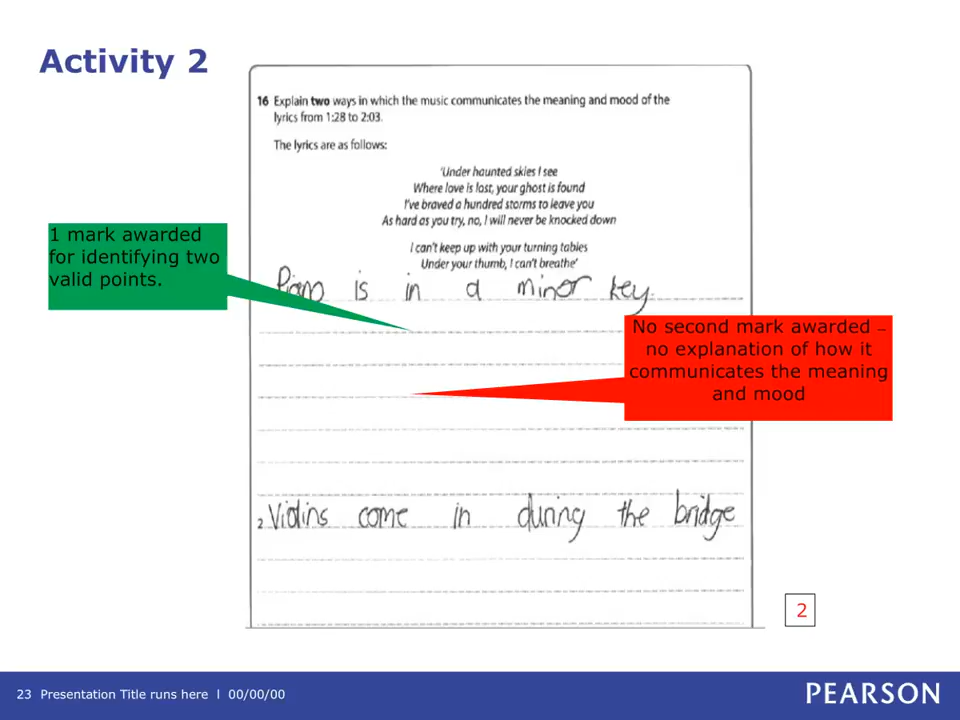 Activity 2
16 Explain two ways in which the music communicates the meaning and mood of the
lyrics from 1:28 to 2:03.
The lyrics are as follows:
'Under haunted skies I see
Where love is lost, your ghost is found
I've braved a hundred storms to leave you
As hard as you try, no, I will never be knocked down
I can't keep up with your turning tables
Under your thumb, I can't breathe'
1 mark awarded
for identifying two
valid points.
Piano is in a minor key.
No second mark awarded –
no explanation of how it
communicates the meaning
and mood
2. Violins come in during the bridge
2
23 Presentation Title runs here l 00/00/00
PEARSON